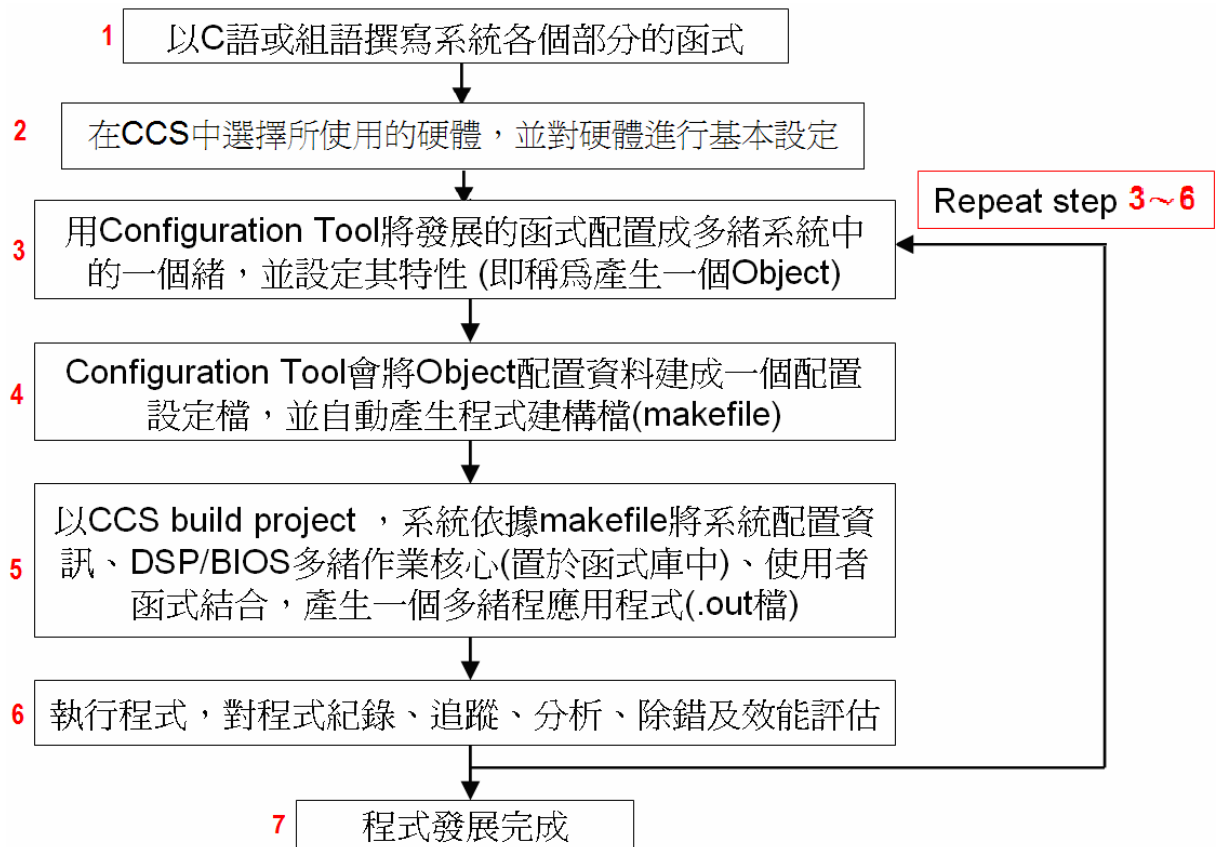 1 以C語或組語撰寫系統各個部分的函式
2 在CCS中選擇所使用的硬體，並對硬體進行基本設定
Repeat step 3～6
3 用Configuration Tool將發展的函式配置成多緒系統中
的一個緒，並設定其特性 (即稱為產生一個Object)
4 Configuration Tool會將Object配置資料建成一個配置
設定檔，並自動產生程式建構檔(makefile)
5 以CCS build project ，系統依據makefile將系統配置資
訊、DSP/BIOS多緒作業核心(置於函式庫中)、使用者
函式結合，產生一個多緒程應用程式(.out檔)
6 執行程式，對程式紀錄、追蹤、分析、除錯及效能評估
7 程式發展完成